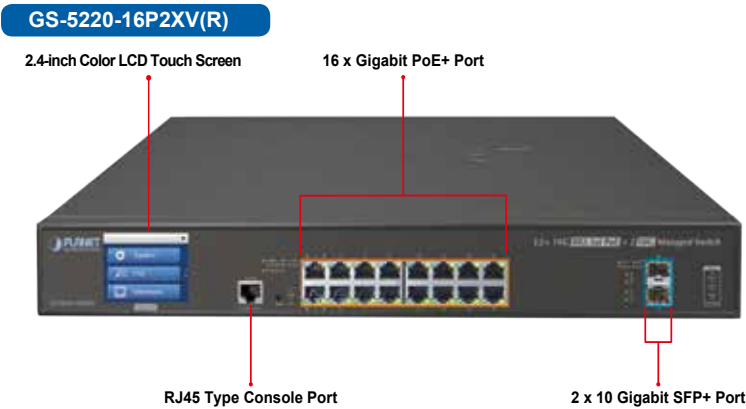 GS-5220-16P2XV(R)
2.4-inch Color LCD Touch Screen
16 x Gigabit PoE+ Port
PLANET
RJ45 Type Console Port
2 x 10 Gigabit SFP+ Port